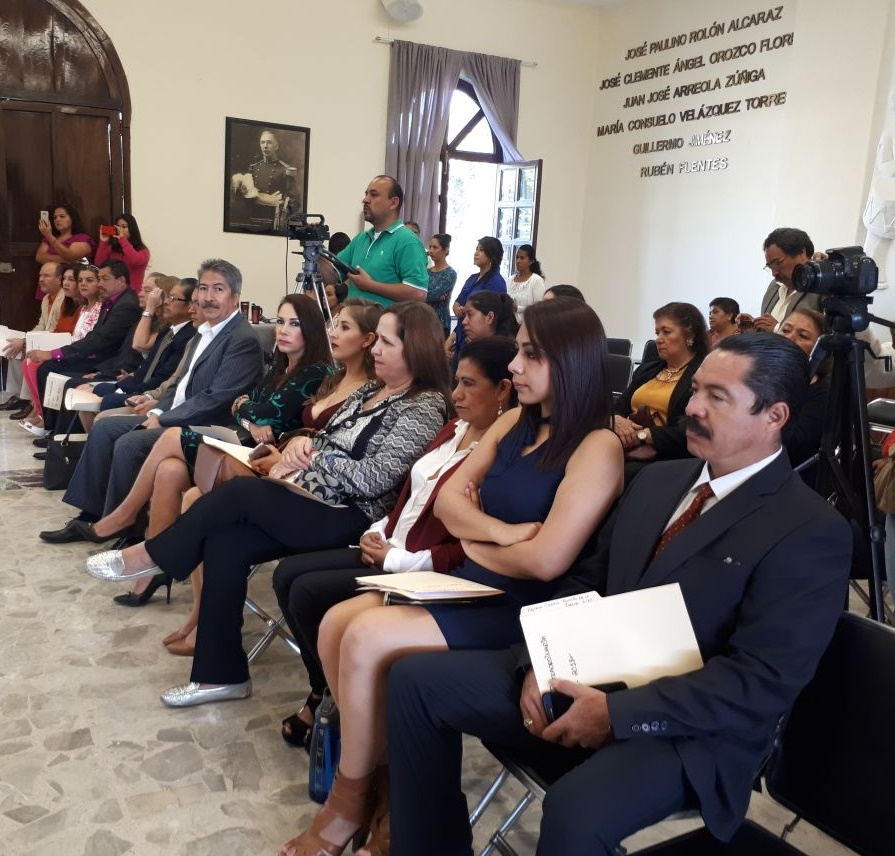 JOSÉ PAULINO ROLÓN ALCARAZ
JOSÉ CLEMENTE ÁNGEL OROZCO FLORI
JUAN JOSÉ ARREOLA ZÚÑIGA
MARÍA CONSUELO VELÁZQUEZ TORRE
GUILLERMO JIMÉNEZ
RUBÉN FUENTES